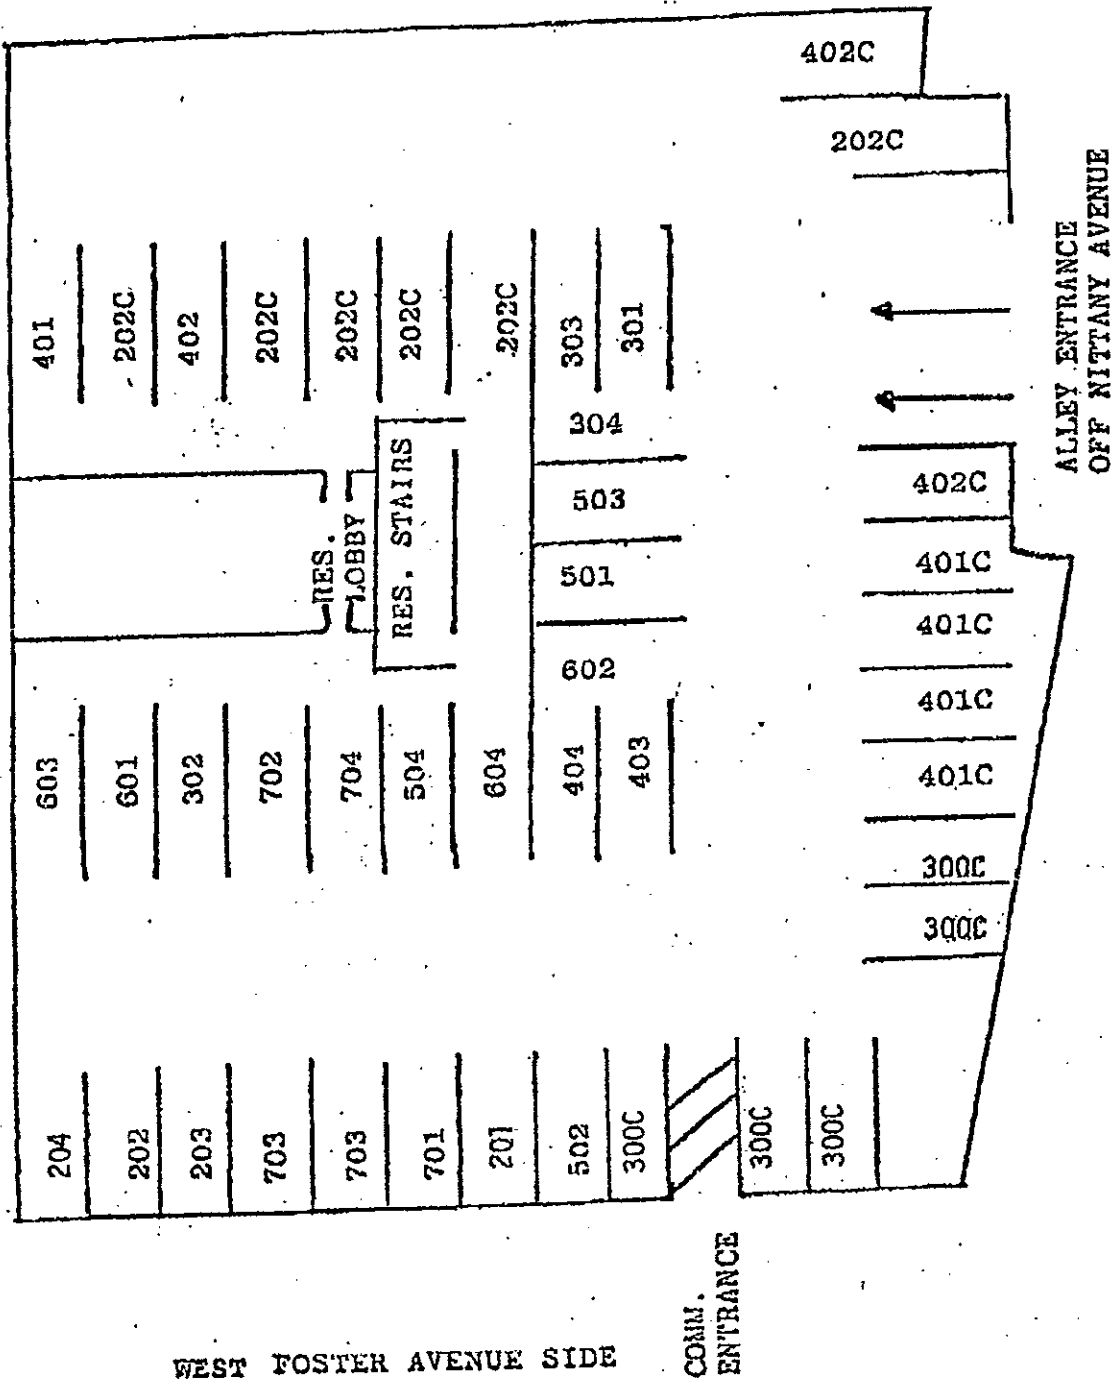 402C
202C
401
202C
402
202C
202C
202C
202C
303
301
304
503
501
602
RES.
LOBBY
RES. STAIRS
ALLEY ENTRANCE
OFF NITTANY AVENUE
402C
401C
401C
401C
401C
300C
300C
603
601
302
702
704
504
604
404
403
204
202
203
703
703
701
201
502
300C
300C
300C
COMM.
ENTRANCE
WEST FOSTER AVENUE SIDE